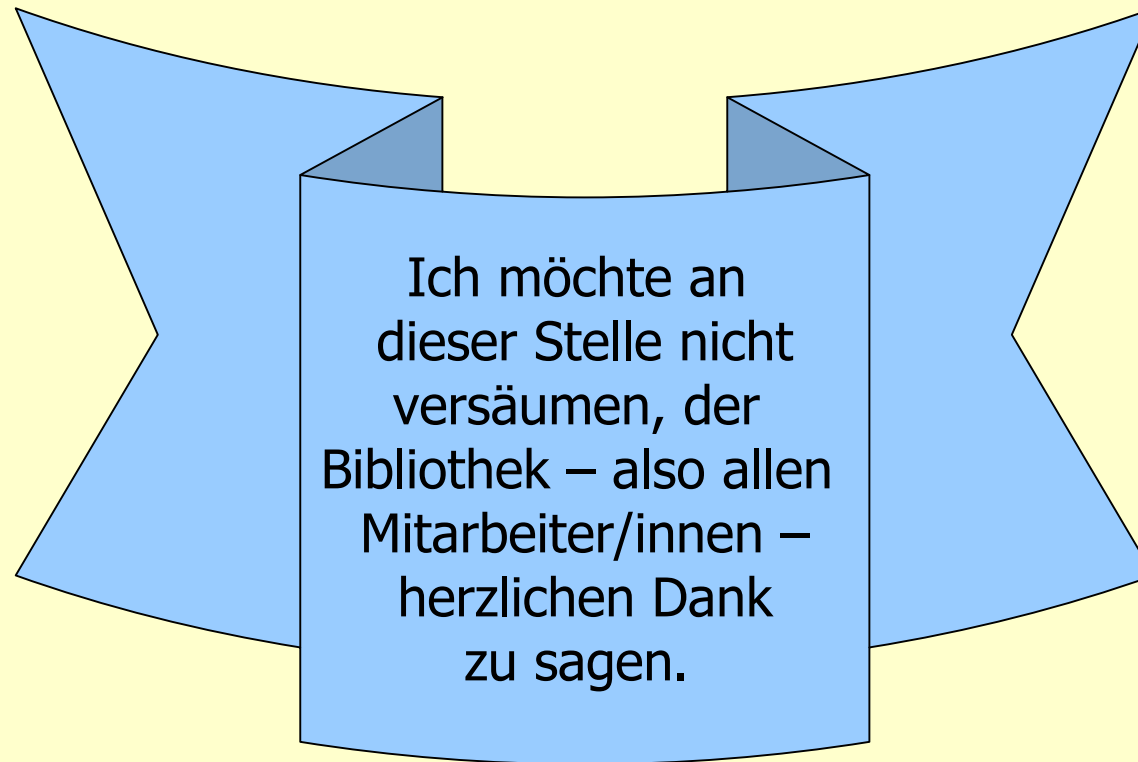 Ich möchte an
dieser Stelle nicht
versäumen, der
Bibliothek – also allen
Mitarbeiter/innen –
herzlichen Dank
zu sagen.